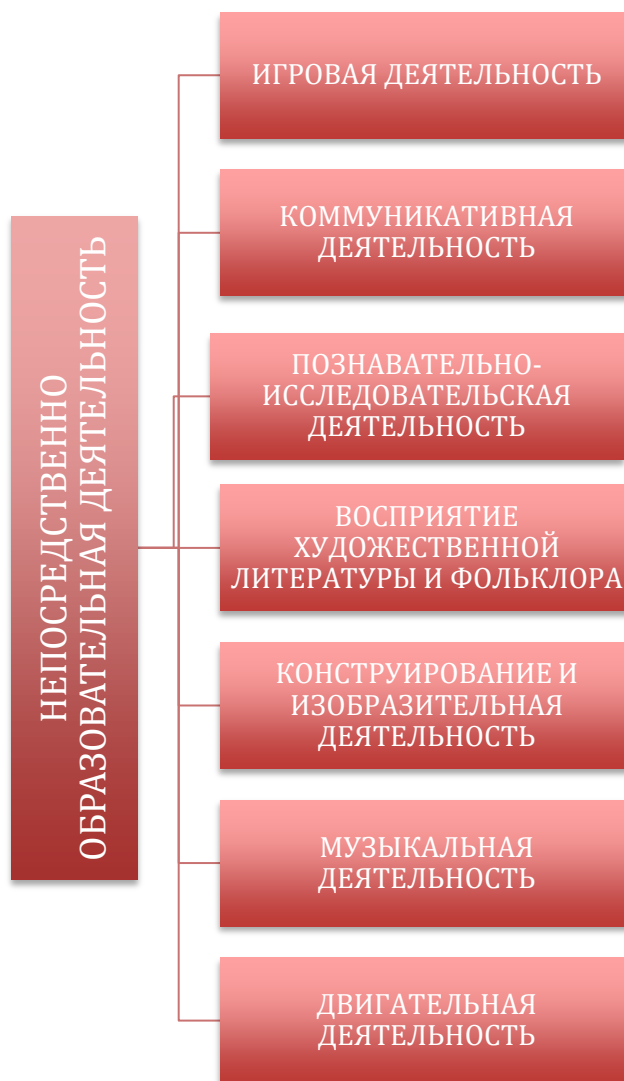 НЕПОСРЕДСТВЕННО
ОБРАЗОВАТЕЛЬНАЯ ДЕЯТЕЛЬНОСТЬ
ИГРОВАЯ ДЕЯТЕЛЬНОСТЬ
КОММУНИКАТИВНАЯ
ДЕЯТЕЛЬНОСТЬ
ПОЗНАВАТЕЛЬНО-
ИССЛЕДОВАТЕЛЬСКАЯ
ДЕЯТЕЛЬНОСТЬ
ВОСПРИЯТИЕ
ХУДОЖЕСТВЕННОЙ
ЛИТЕРАТУРЫ И ФОЛЬКЛОРА
КОНСТРУИРОВАНИЕ И
ИЗОБРАЗИТЕЛЬНАЯ
ДЕЯТЕЛЬНОСТЬ
МУЗЫКАЛЬНАЯ
ДЕЯТЕЛЬНОСТЬ
ДВИГАТЕЛЬНАЯ
ДЕЯТЕЛЬНОСТЬ